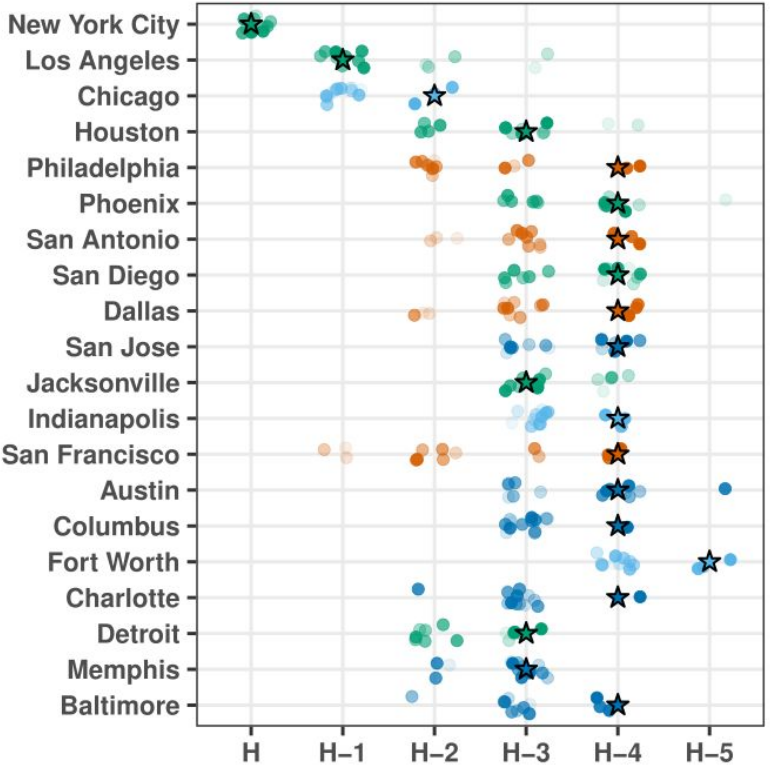 New York City
Los Angeles
Chicago
Houston
Philadelphia
Phoenix
San Antonio
San Diego
Dallas
San Jose
Jacksonville
Indianapolis
San Francisco
Austin
Columbus
Fort Worth
Charlotte
Detroit
Memphis
Baltimore
H H−1 H−2 H−3 H−4 H−5